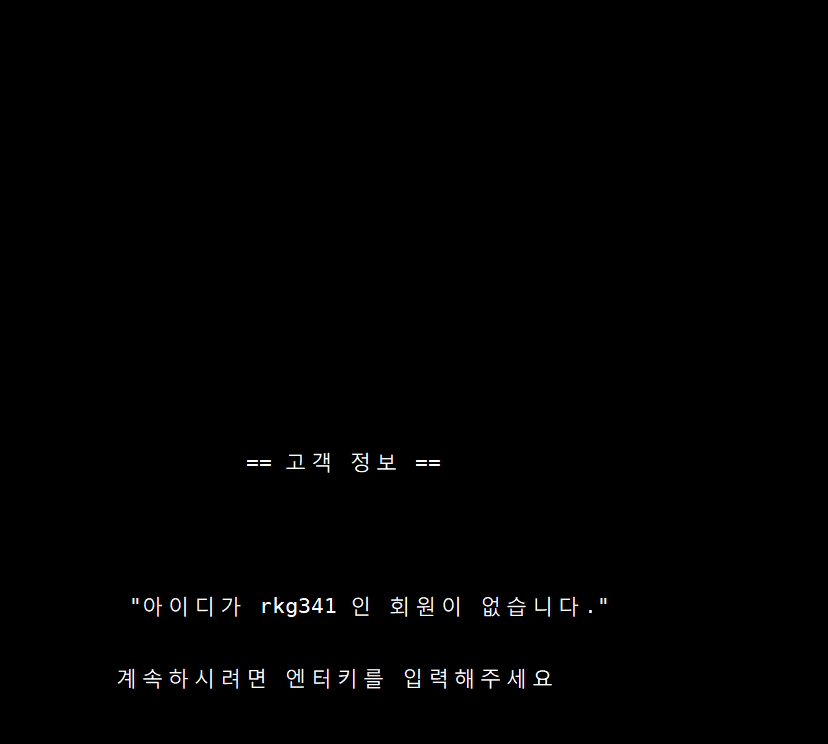 == 고객 정보 ==
"아이디가 rkg341 인 회원이 없습니다."
계속하시려면 엔터키를 입력해주세요